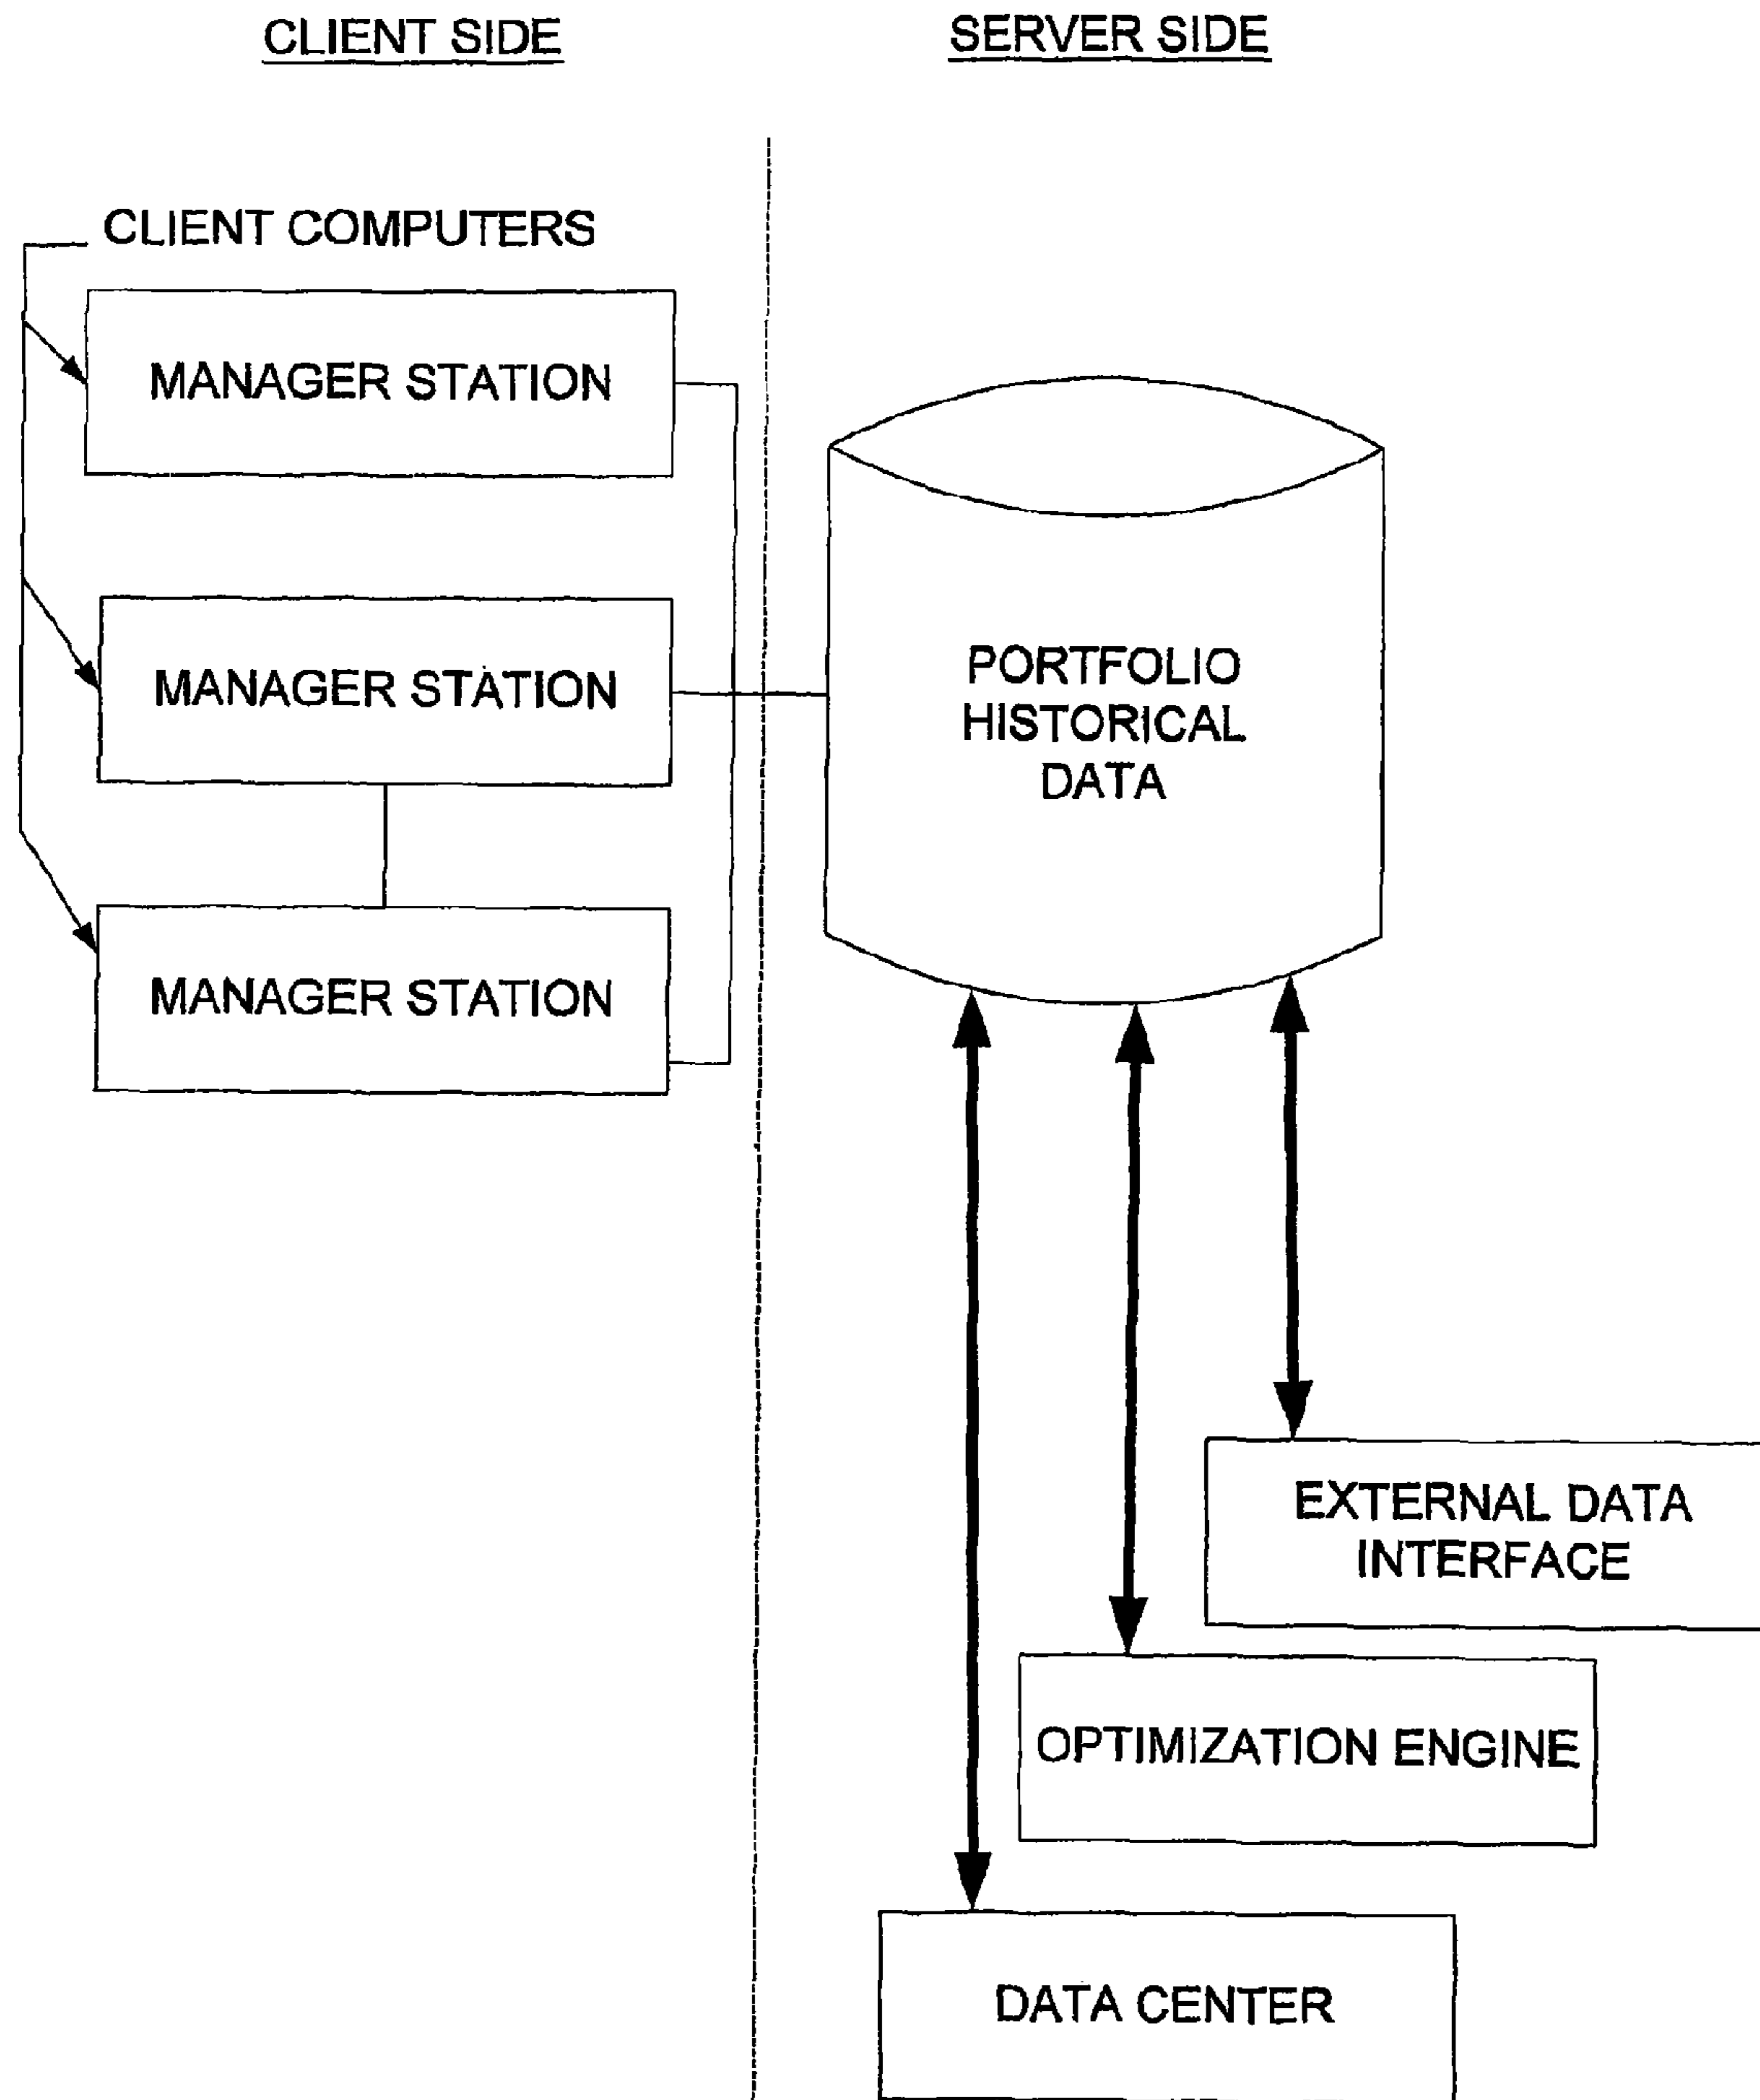 CLIENT SIDE
SERVER SIDE
CLIENT COMPUTERS
MANAGER STATION
MANAGER STATION
MANAGER STATION
PORTFOLIO
HISTORICAL
DATA
EXTERNAL DATA
INTERFACE
OPTIMIZATION ENGINE
DATA CENTER